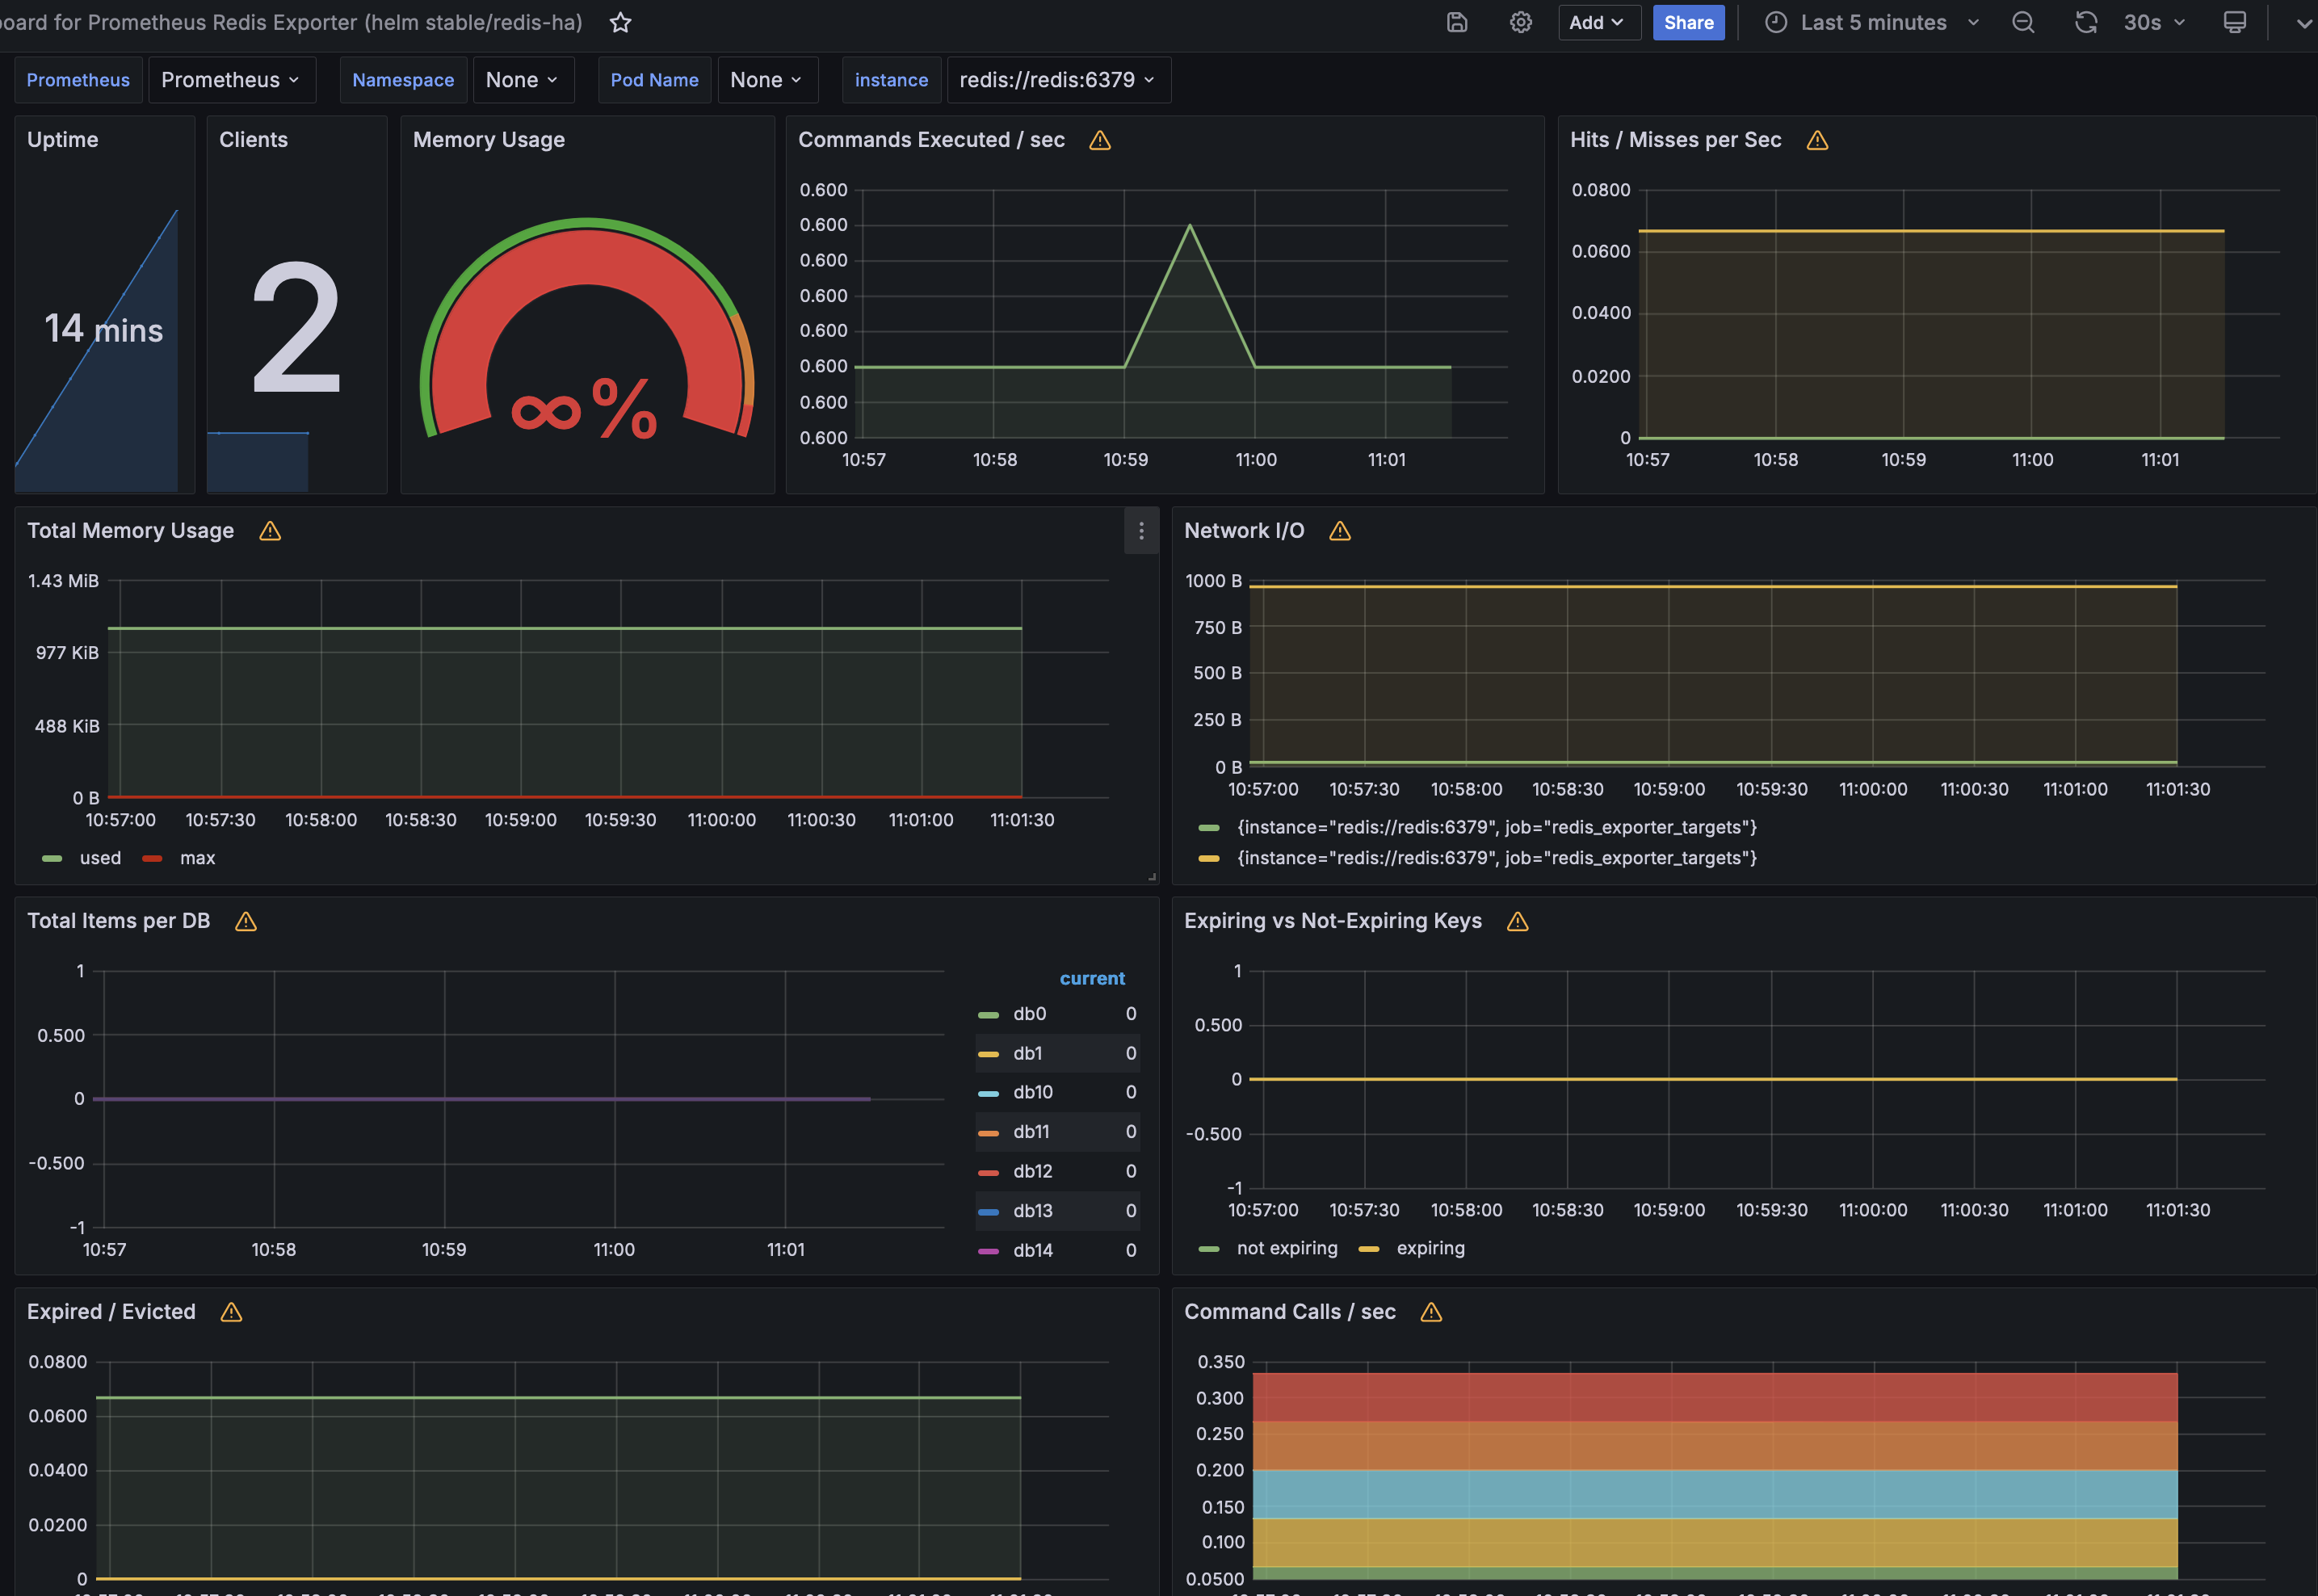 oard for Prometheus Redis Exporter (helm stable/redis-ha)
Add
Share
Last 5 minutes
30s
Prometheus
Prometheus
Namespace
None
Pod Name
None
instance
redis://redis:6379
Uptime
14 mins
Clients
2
Memory Usage
∞%
Commands Executed / sec
0.600
0.600
0.600
0.600
0.600
0.600
0.600
0.600
10:57 10:58 10:59 11:00 11:01
Hits / Misses per Sec
0.0800
0.0600
0.0400
0.0200
0
10:57 10:58 10:59 11:00 11:01
Total Memory Usage
1.43 MiB
977 KiB
488 KiB
0 B
10:57:00 10:57:30 10:58:00 10:58:30 10:59:00 10:59:30 11:00:00 11:00:30 11:01:00 11:01:30
used max
Network I/O
1000 B
750 B
500 B
250 B
0 B
10:57:00 10:57:30 10:58:00 10:58:30 10:59:00 10:59:30 11:00:00 11:00:30 11:01:00 11:01:30
{instance="redis://redis:6379", job="redis_exporter_targets"}
{instance="redis://redis:6379", job="redis_exporter_targets"}
Total Items per DB
1
0.500
0
-0.500
-1
10:57 10:58 10:59 11:00 11:01
current
db0 0
db1 0
db10 0
db11 0
db12 0
db13 0
db14 0
Expiring vs Not-Expiring Keys
1
0.500
0
-0.500
-1
10:57:00 10:57:30 10:58:00 10:58:30 10:59:00 10:59:30 11:00:00 11:00:30 11:01:00 11:01:30
not expiring expiring
Expired / Evicted
0.0800
0.0600
0.0400
0.0200
0
Command Calls / sec
0.350
0.300
0.250
0.200
0.150
0.100
0.0500